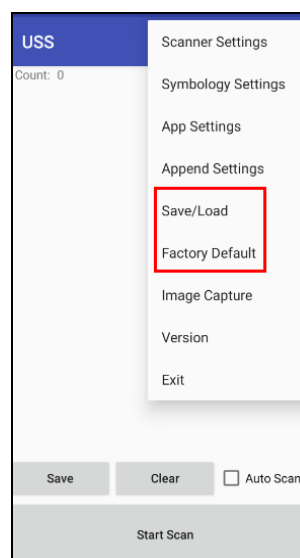 USS
Count: 0
Scanner Settings
Symbology Settings
App Settings
Append Settings
Save/Load
Factory Default
Image Capture
Version
Exit
Save
Clear
Auto Scan
Start Scan